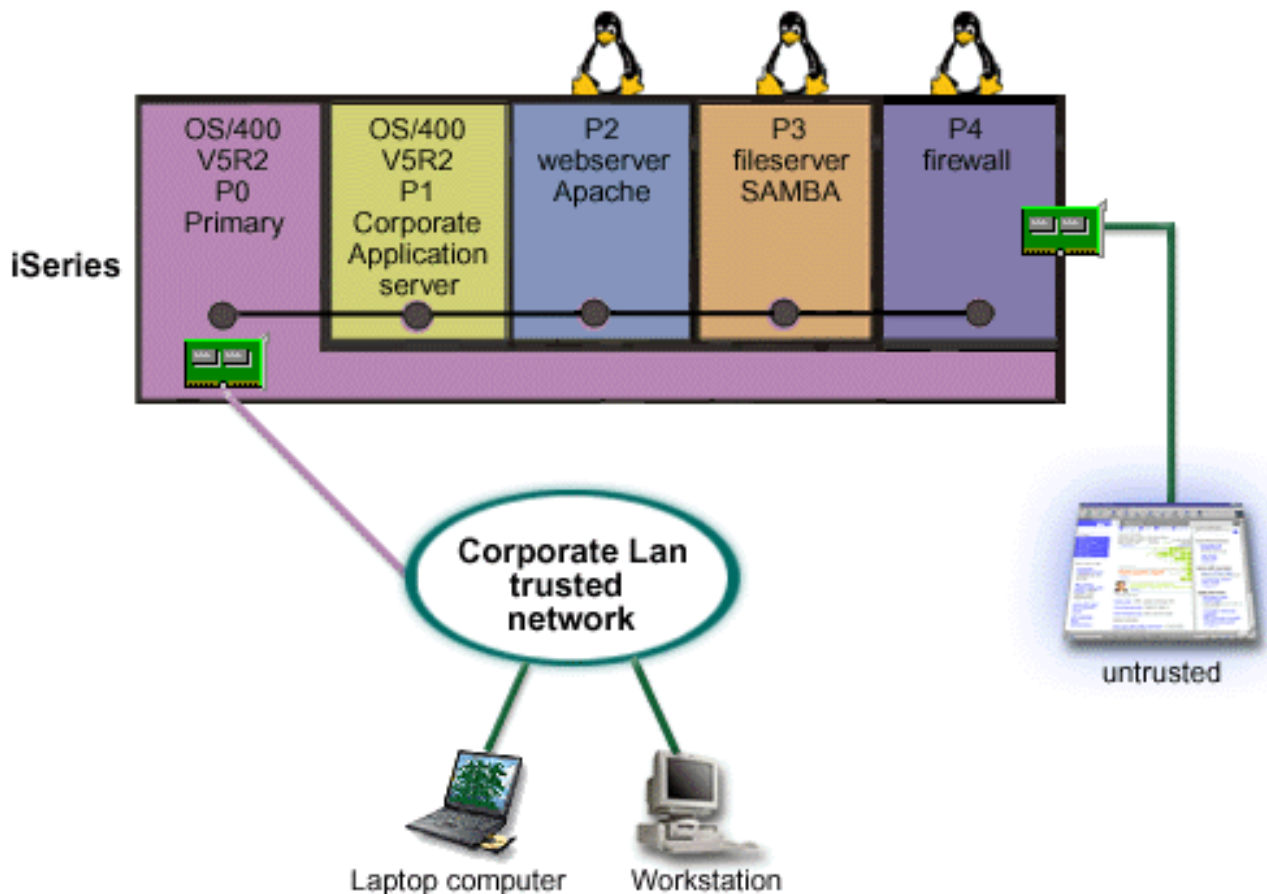 OS/400
V5R2
P0
Primary
OS/400
V5R2
P1
Corporate
Application
server
P2
webserver
Apache
P3
fileserver
SAMBA
P4
firewall
iSeries
Corporate Lan
trusted
network
untrusted
Laptop computer
Workstation